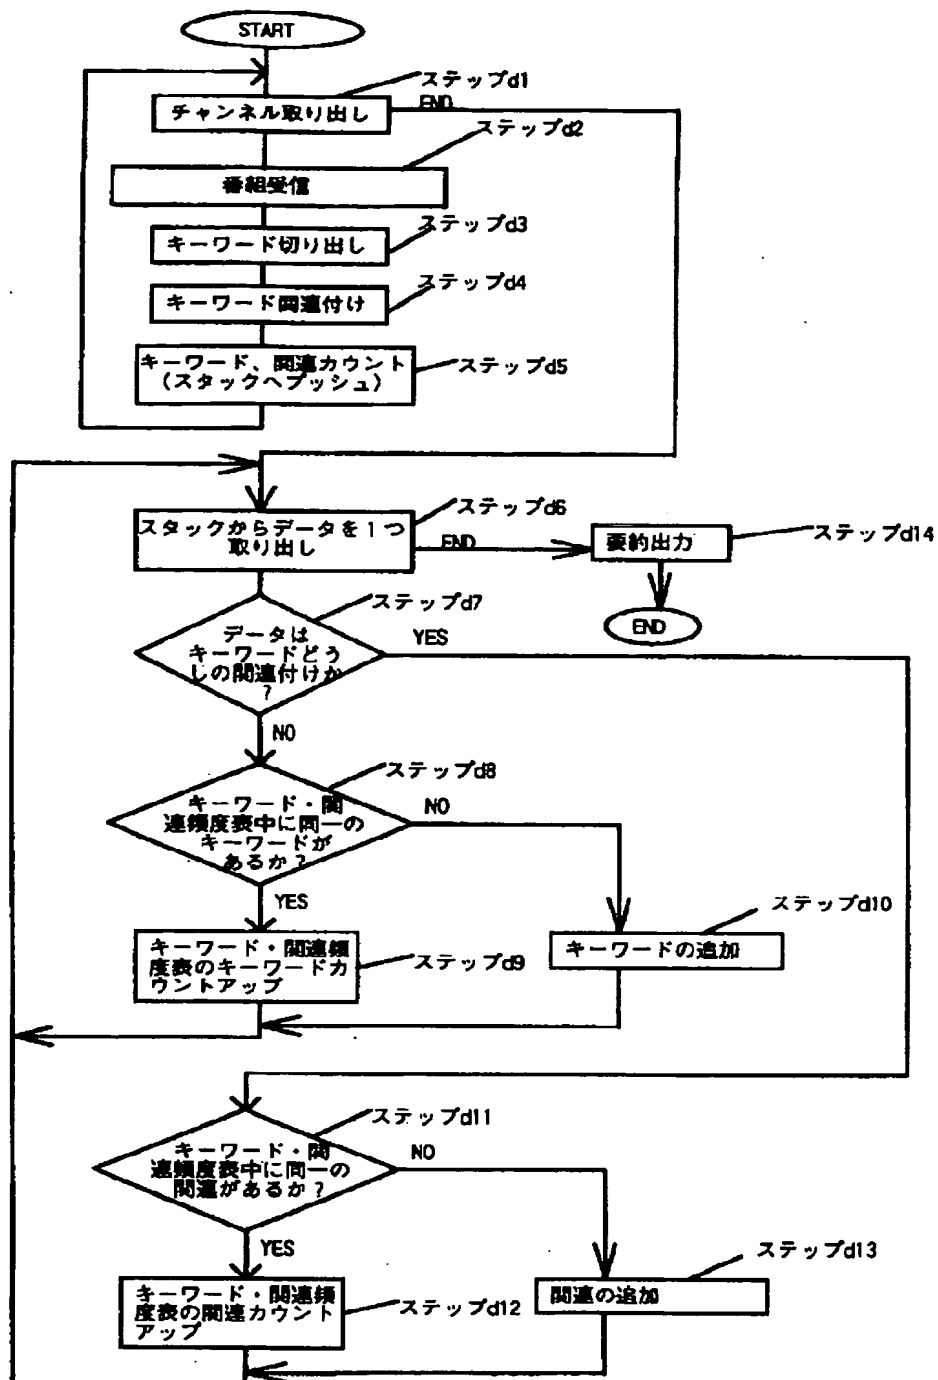 START
ステップd1
チャンネル取り出し
END
ステップd2
番組受信
ステップd3
キーワード切り出し
ステップd4
キーワード関連付け
キーワード、関連カウント
(スタックへプッシュ)
ステップd5
ステップd6
スタックからデータを1つ
取り出し
END
要約出力
ステップd14
END
ステップd7
データは
キーワードどう
しの関連付けか
?
YES
NO
ステップd8
キーワード・関
連頻度表中に同一の
キーワードが
あるか?
NO
YES
ステップd10
キーワード・関連頻
度表のキーワードカ
ウントアップ
ステップd9
キーワードの追加
ステップd11
キーワード・関
連頻度表中に同一の
関連があるか?
NO
YES
ステップd13
キーワード・関連頻
度表の関連カウント
アップ
ステップd12
関連の追加